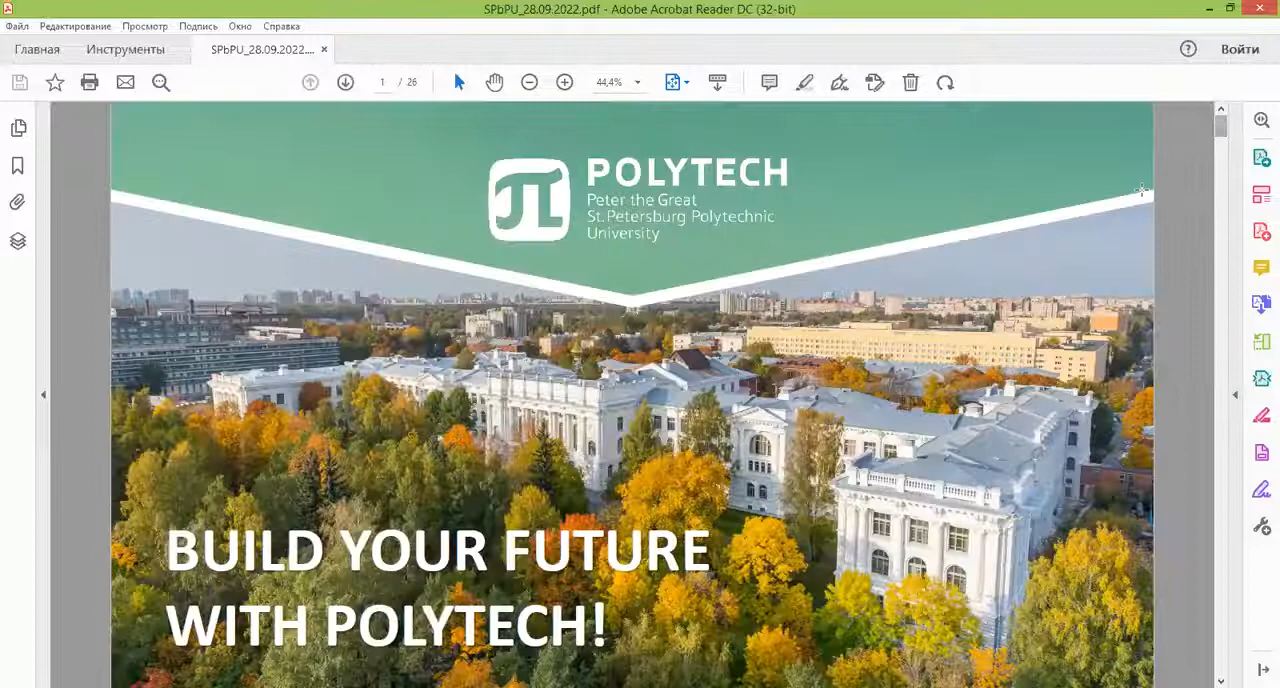 SPbPU_28.09.2022.pdf - Adobe Acrobat Reader DC (32-bit)
Файл Редактирование Просмотр Подпись Окно Справка
Главная Инструменты SPbPU_28.09.2022.... × Войти
1 / 26 44,4%
POLYTECH
Peter the Great
St.Petersburg Polytechnic
University
BUILD YOUR FUTURE
WITH POLYTECH!